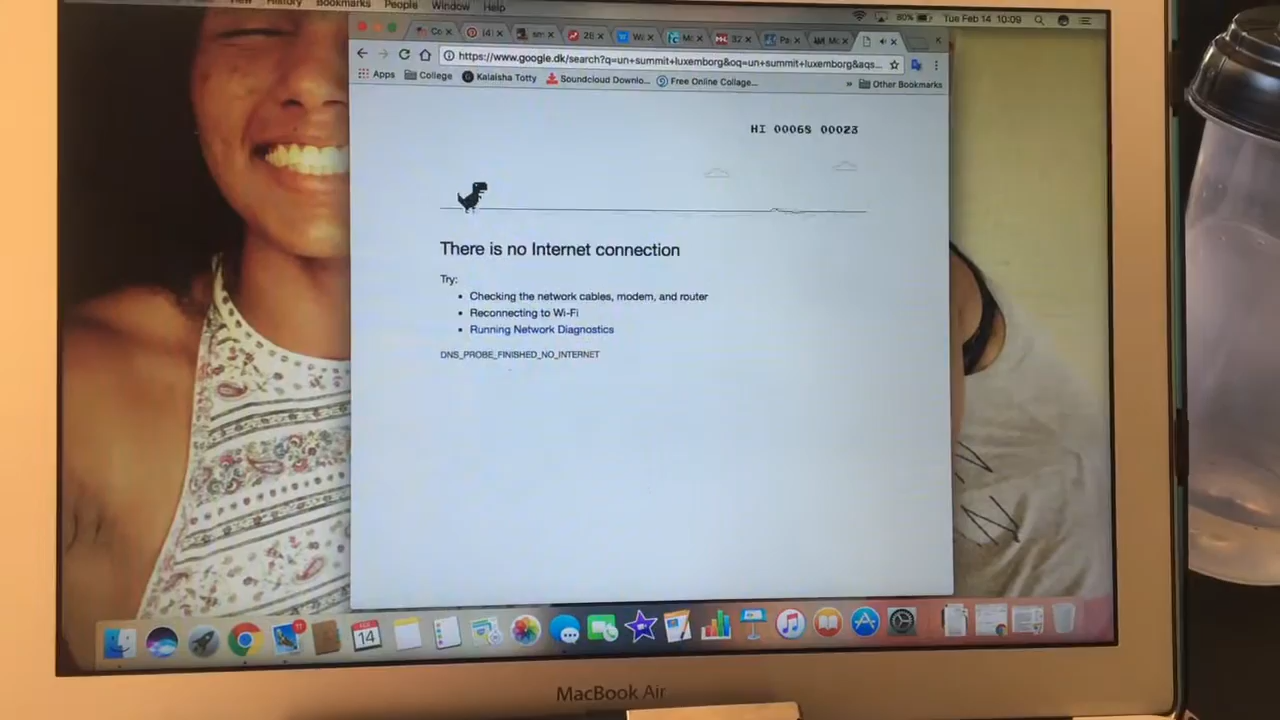 View History Bookmarks People Window Help
80% Tue Feb 14 10:09
https://www.google.dk/search?q=un+summit+luxemborg&oq=un+summit+luxemborg&aqs
Apps College Kalaisha Totty Soundcloud Downlo... Free Online Collage... » Other Bookmarks
HI 00068 00023
There is no Internet connection
Try:
• Checking the network cables, modem, and router
• Reconnecting to Wi-Fi
• Running Network Diagnostics
DNS_PROBE_FINISHED_NO_INTERNET
14
MacBook Air